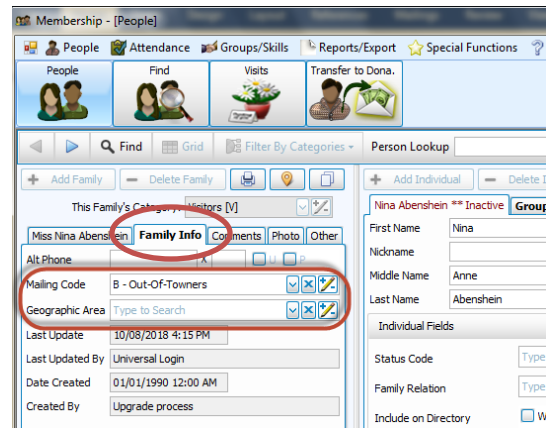 Membership - [People]
People Attendance Groups/Skills Reports/Export Special Functions
People Find Visits Transfer to Dona.
Find Grid Filter By Categories Person Lookup
Add Family Delete Family
Add Individual Delete I
This Family's Category: Visitors [V]
Nina Abenshein ** Inactive Group
Miss Nina Abenshein Family Info Comments Photo Other
First Name Nina
Alt Phone X U P
Nickname
Mailing Code B - Out-Of-Towners
Middle Name Anne
Geographic Area Type to Search
Last Name Abenshein
Last Update 10/08/2018 4:15 PM
Individual Fields
Last Updated By Universal Login
Status Code Type
Date Created 01/01/1990 12:00 AM
Family Relation Type
Created By Upgrade process
Include on Directory W